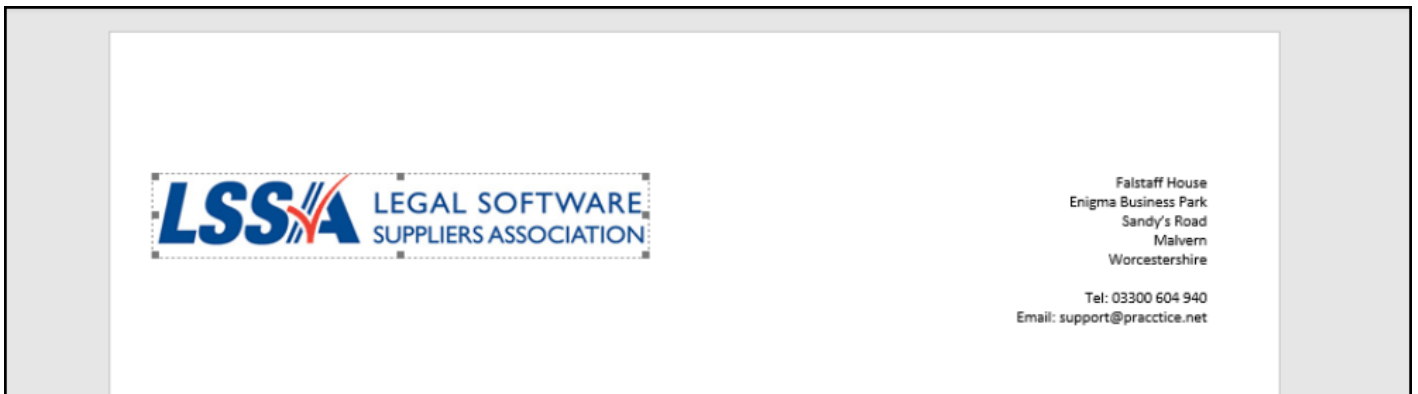 LSSA LEGAL SOFTWARE
SUPPLIERS ASSOCIATION
Falstaff House
Enigma Business Park
Sandy's Road
Malvern
Worcestershire
Tel: 03300 604 940
Email: support@pracctice.net